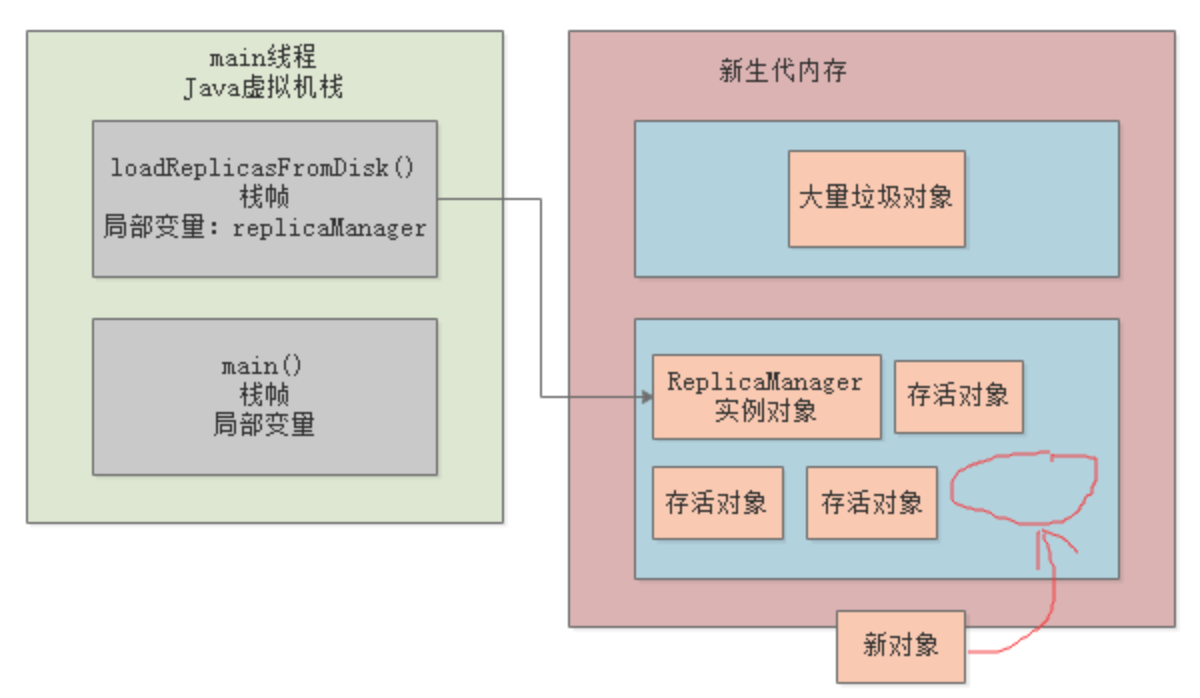 main线程
Java虚拟机栈
loadReplicasFromDisk()
栈帧
局部变量：replicaManager
main()
栈帧
局部变量
新生代内存
大量垃圾对象
ReplicaManager
实例对象
存活对象
存活对象
存活对象
新对象